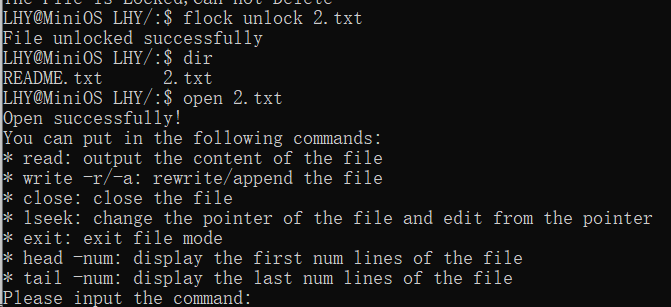 The File is Locked, Can not Delete
LHY@MiniOS LHY/:$ flock unlock 2.txt
File unlocked successfully
LHY@MiniOS LHY/:$ dir
README.txt 2.txt
LHY@MiniOS LHY/:$ open 2.txt
Open successfully!
You can put in the following commands:
* read: output the content of the file
* write -r/-a: rewrite/append the file
* close: close the file
* lseek: change the pointer of the file and edit from the pointer
* exit: exit file mode
* head -num: display the first num lines of the file
* tail -num: display the last num lines of the file
Please input the command: